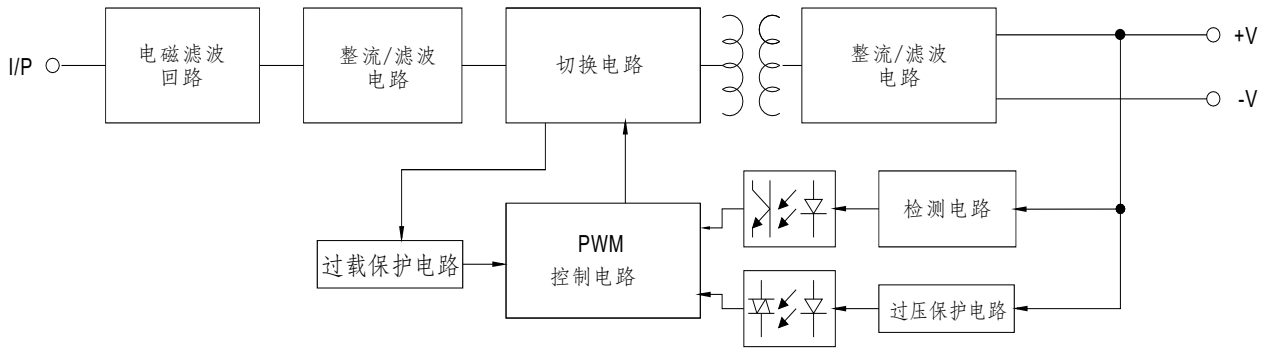 I/P
电磁滤波
回路
整流/滤波
电路
切换电路
整流/滤波
电路
+V
-V
检测电路
PWM
控制电路
过载保护电路
过压保护电路